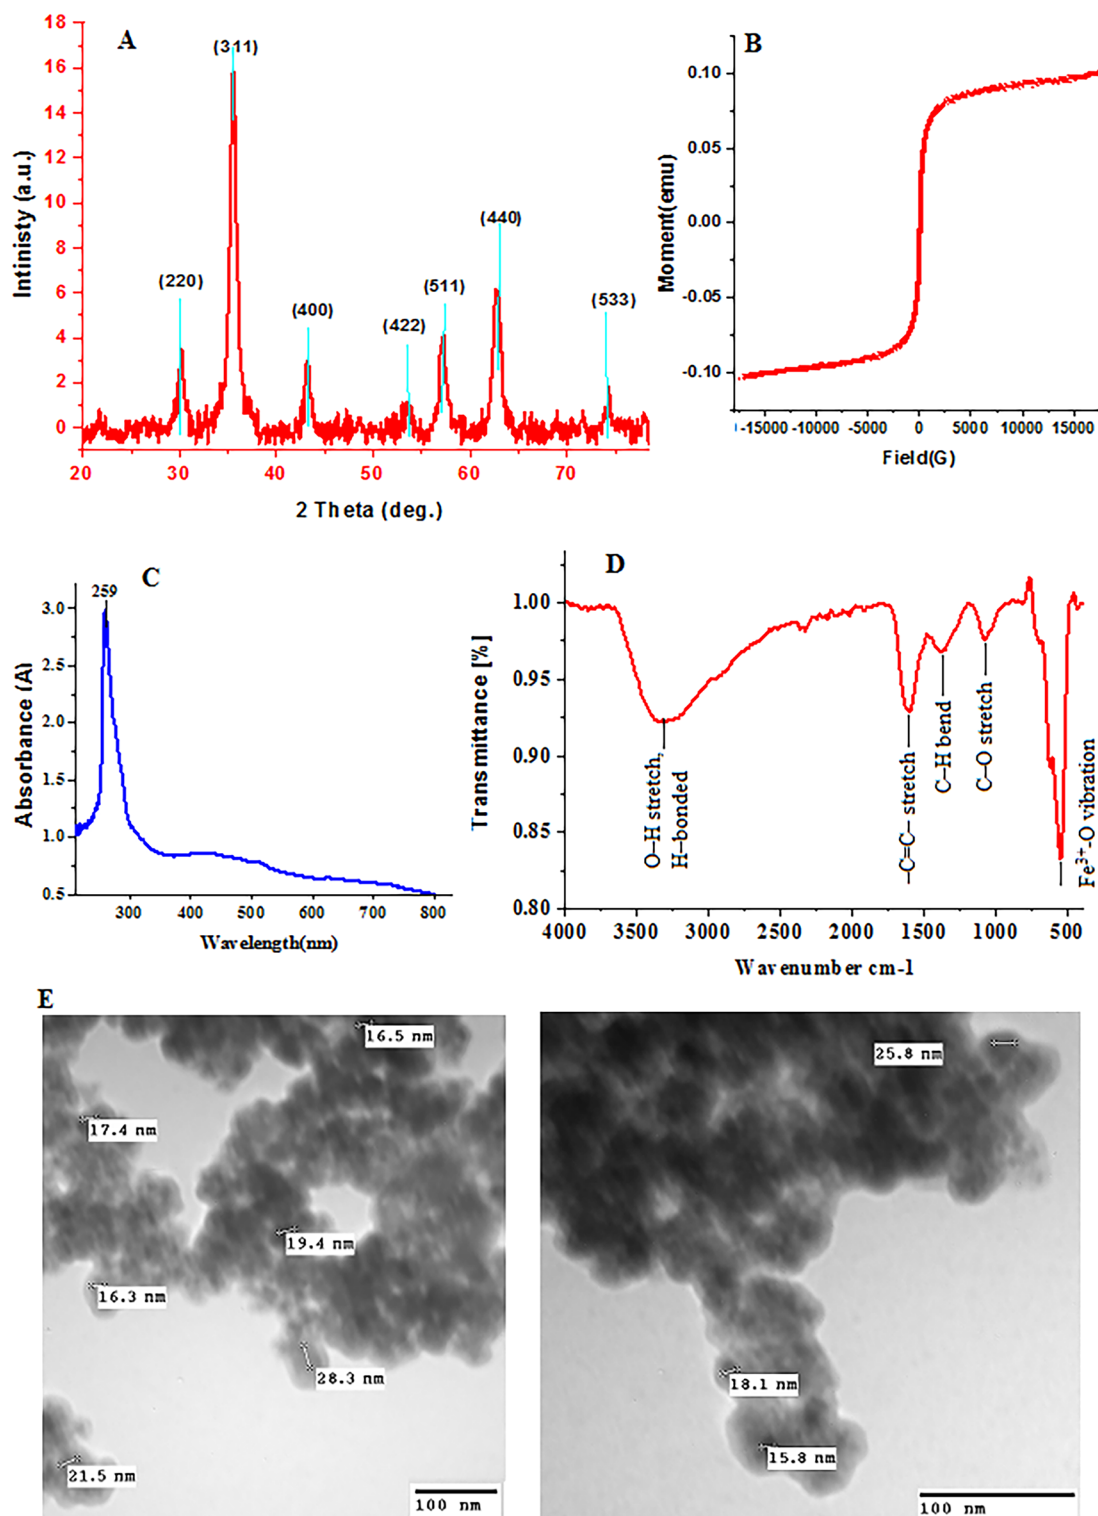 A
(311)
(220)
(400)
(422)
(511)
(440)
(533)
18
16
14
12
10
8
6
4
2
0
20
30
40
50
60
70
Intinisty (a.u.)
2 Theta (deg.)
B
0.10
0.05
0.00
-0.05
-0.10
-15000
-10000
-5000
0
5000
10000
15000
Moment(emu)
Field(G)
C
259
3.0
2.5
2.0
1.5
1.0
0.5
300
400
500
600
700
800
Absorbance (A)
Wavelength(nm)
D
1.00
0.95
0.90
0.85
0.80
4000
3500
3000
2500
2000
1500
1000
500
Transmittance [%]
Wavenumber cm-1
O–H stretch,
H–bonded
–C=C– stretch
C–H bend
C–O stretch
Fe³⁺-O vibration
E
16.5 nm
17.4 nm
19.4 nm
16.3 nm
28.3 nm
21.5 nm
100 nm
25.8 nm
18.1 nm
15.8 nm
100 nm